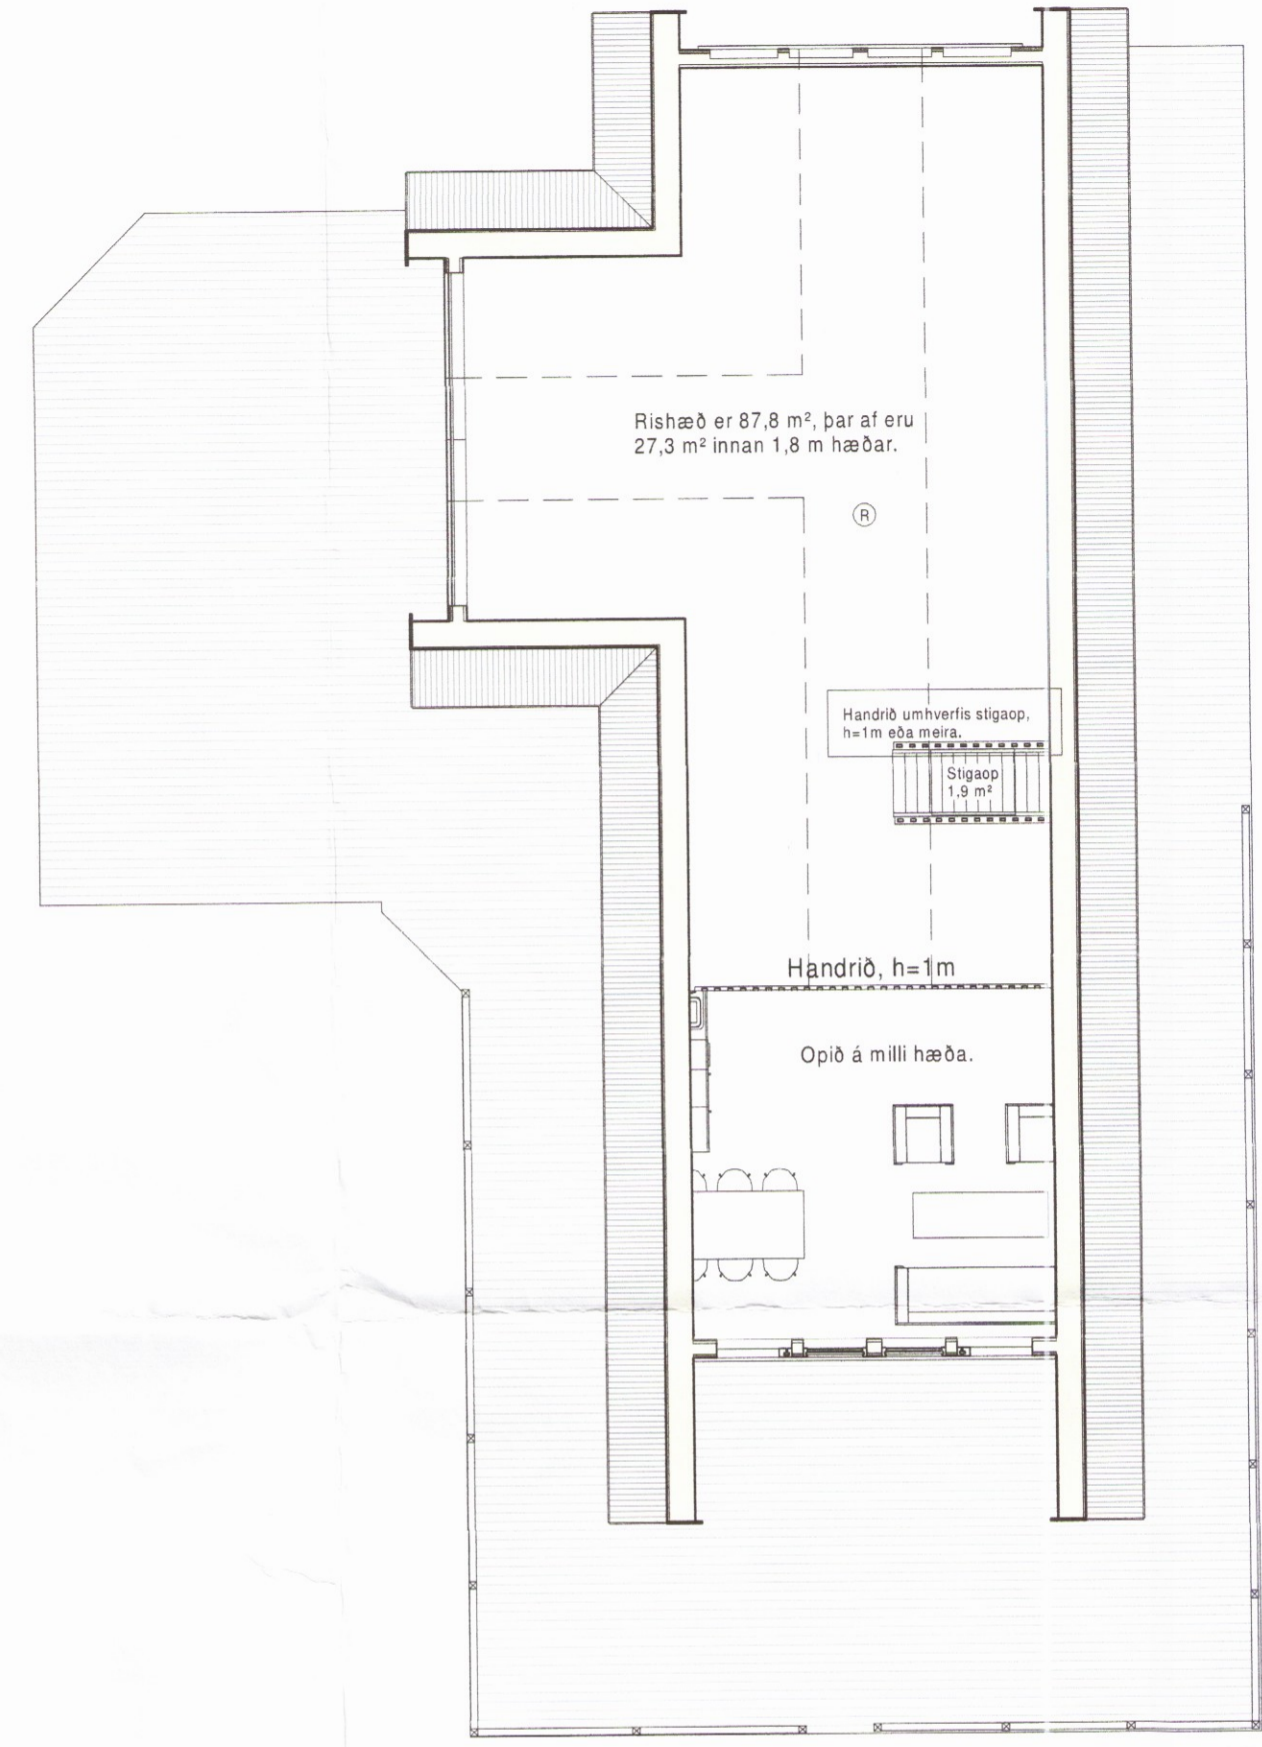 Rishæð er 87,8 m², þar af eru
27,3 m² innan 1,8 m hæðar.
R
Handrið umhverfis stigaop,
h=1m eða meira.
Stigaop
1,9 m²
Handrið, h=1m
Opið á milli hæða.